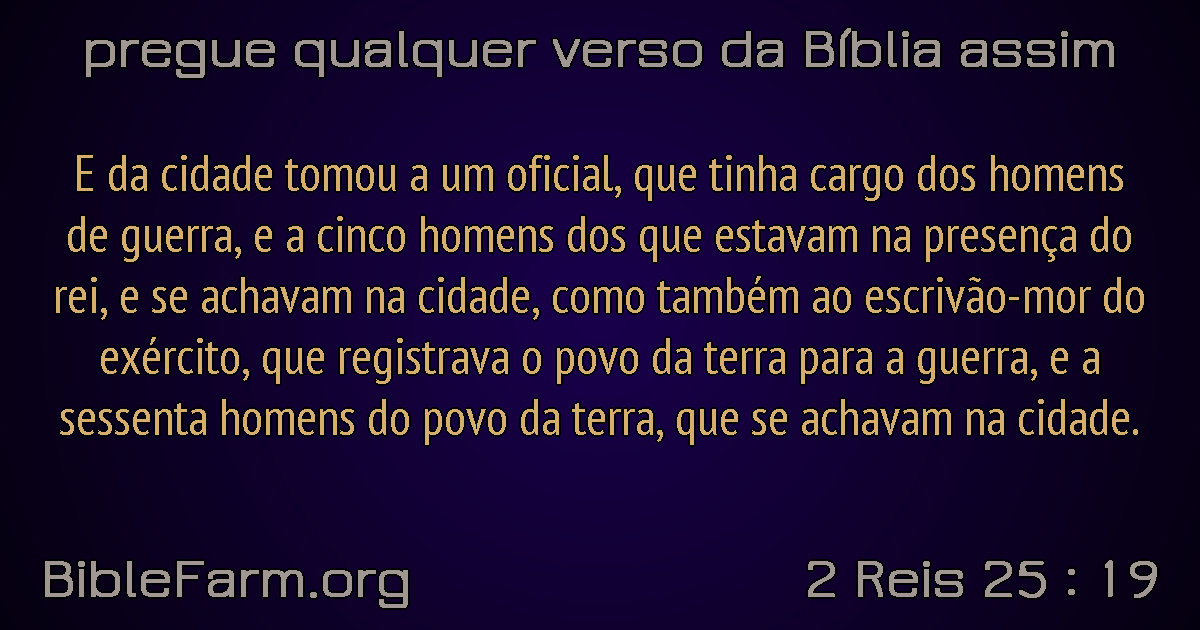 pregue qualquer verso da Bíblia assim
E da cidade tomou a um oficial, que tinha cargo dos homens
de guerra, e a cinco homens dos que estavam na presença do
rei, e se achavam na cidade, como também ao escrivão-mor do
exército, que registrava o povo da terra para a guerra, e a
sessenta homens do povo da terra, que se achavam na cidade.
BibleFarm.org
2 Reis 25 : 19